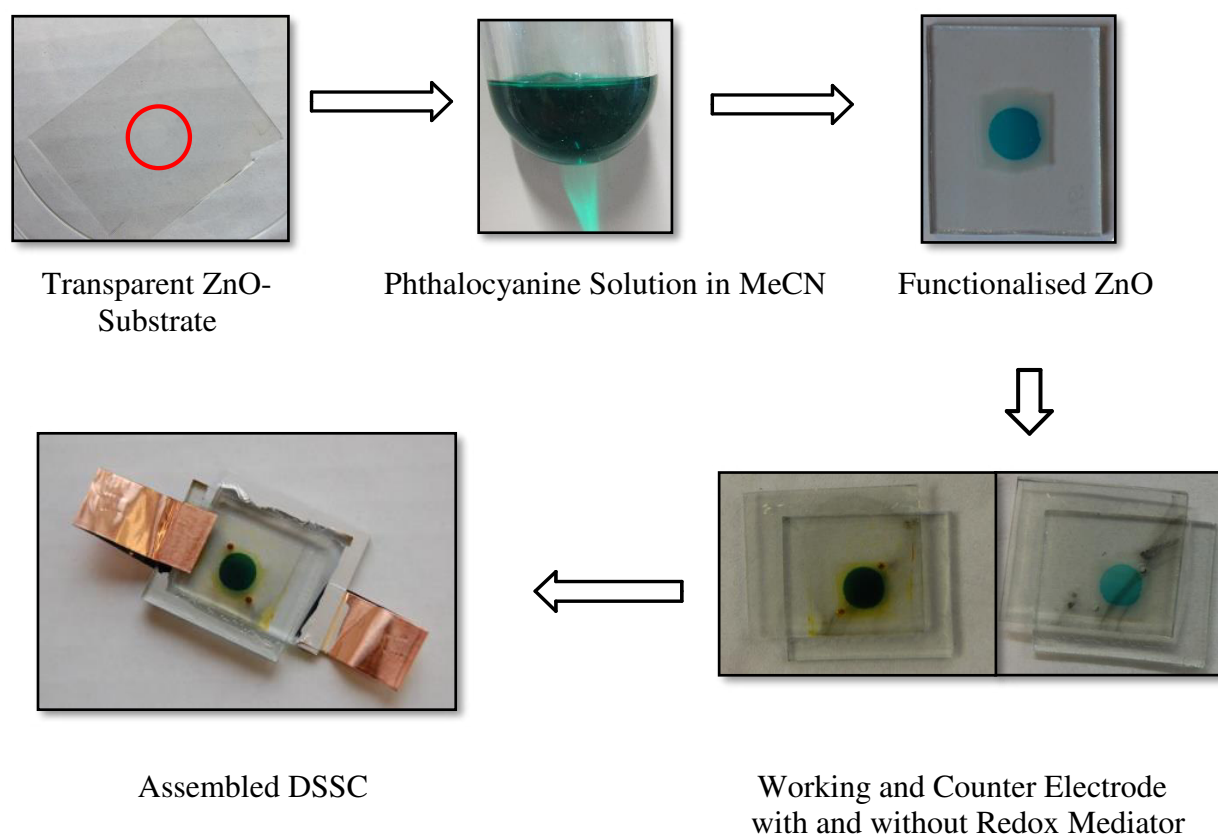 Transparent ZnO-
Substrate
Phthalocyanine Solution in MeCN
Functionalised ZnO
Assembled DSSC
Working and Counter Electrode
with and without Redox Mediator